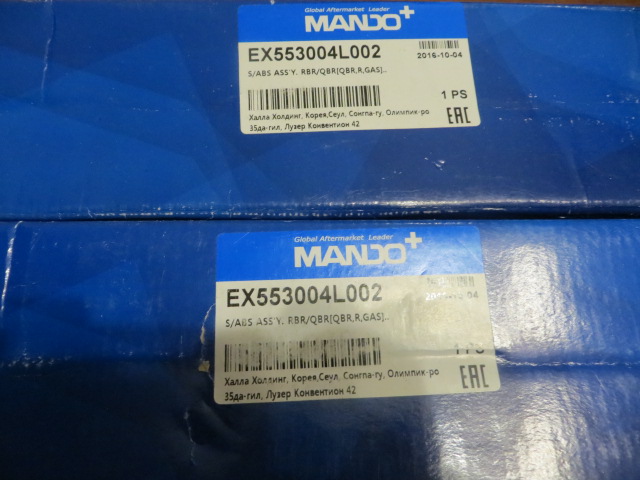 Global Aftermarket Leader
MANDO+
EX553004L002
2016-10-04
S/ABS ASS'Y. RBR/QBR[QBR,R,GAS]..
1 PS
Халла Холдинг, Корея,Сеул, Сонгпа-гу, Олимпик-ро
35да-гил, Лузер Конвентион 42
EAC
Global Aftermarket Leader
MANDO+
EX553004L002
S/ABS ASS'Y. RBR/QBR[QBR,R,GAS]..
1 PS
Халла Холдинг, Корея,Сеул, Сонгпа-гу, Олимпик-ро
35да-гил, Лузер Конвентион 42
EAC